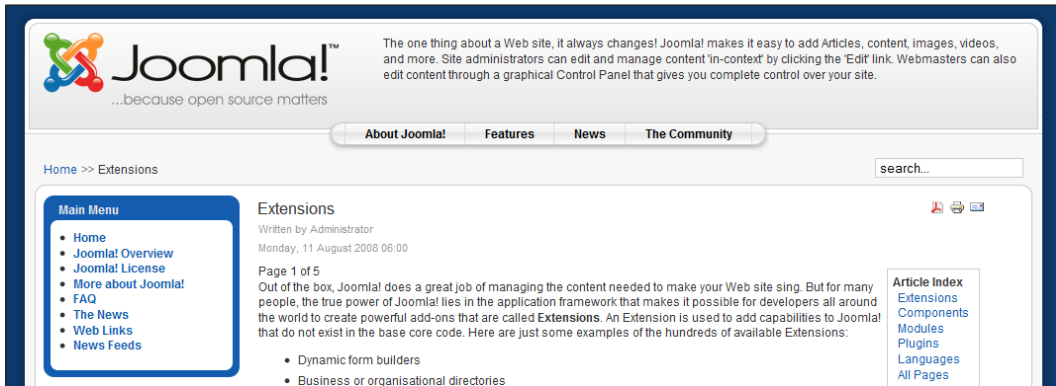 Joomla!™
...because open source matters
The one thing about a Web site, it always changes! Joomla! makes it easy to add Articles, content, images, videos,
and more. Site administrators can edit and manage content 'in-context' by clicking the 'Edit' link. Webmasters can also
edit content through a graphical Control Panel that gives you complete control over your site.
About Joomla! Features News The Community
Home >> Extensions
search...
Main Menu
Home
Joomla! Overview
Joomla! License
More about Joomla!
FAQ
The News
Web Links
News Feeds
Extensions
Written by Administrator
Monday, 11 August 2008 06:00
Page 1 of 5
Out of the box, Joomla! does a great job of managing the content needed to make your Web site sing. But for many
people, the true power of Joomla! lies in the application framework that makes it possible for developers all around
the world to create powerful add-ons that are called Extensions. An Extension is used to add capabilities to Joomla!
that do not exist in the base core code. Here are just some examples of the hundreds of available Extensions:
Dynamic form builders
Business or organisational directories
Article Index
Extensions
Components
Modules
Plugins
Languages
All Pages